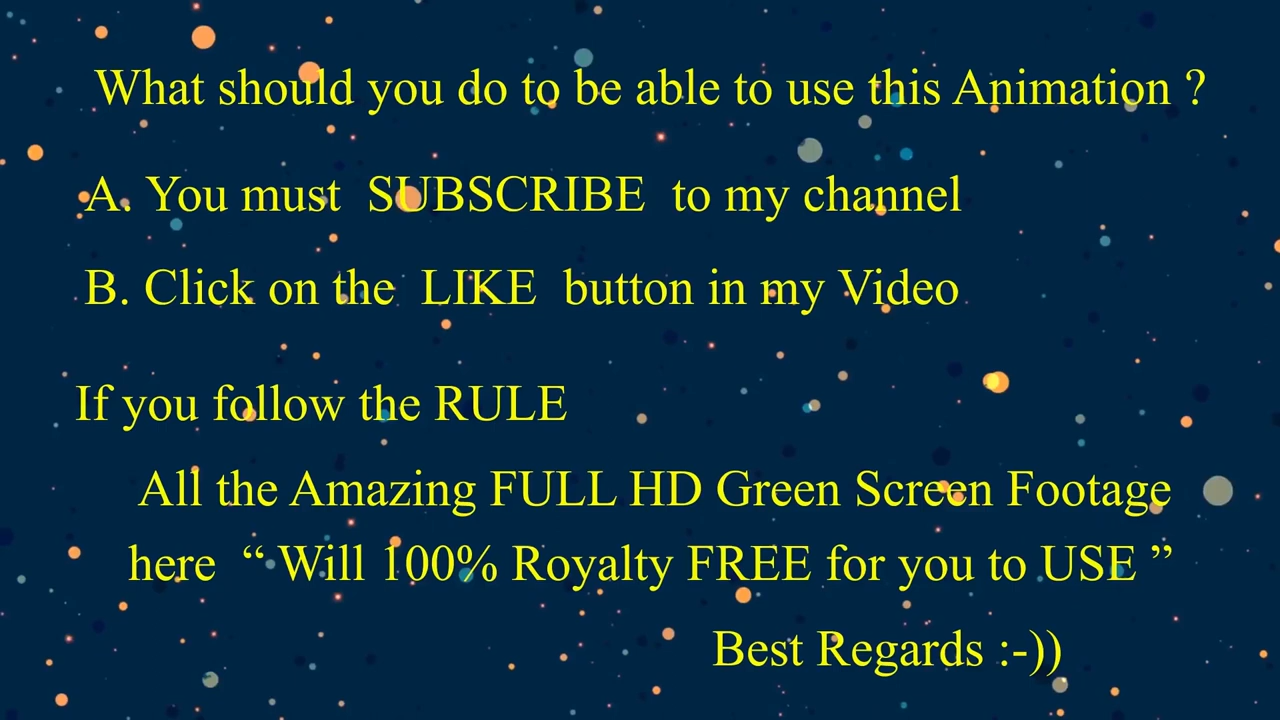 What should you do to be able to use this Animation ?
A. You must SUBSCRIBE to my channel
B. Click on the LIKE button in my Video
If you follow the RULE
All the Amazing FULL HD Green Screen Footage
here “ Will 100% Royalty FREE for you to USE ”
Best Regards :-))